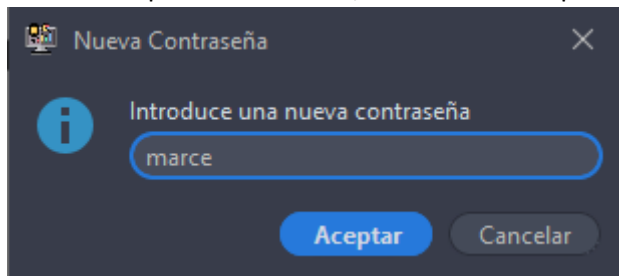 Nueva Contraseña
Introduce una nueva contraseña
marce
Aceptar
Cancelar